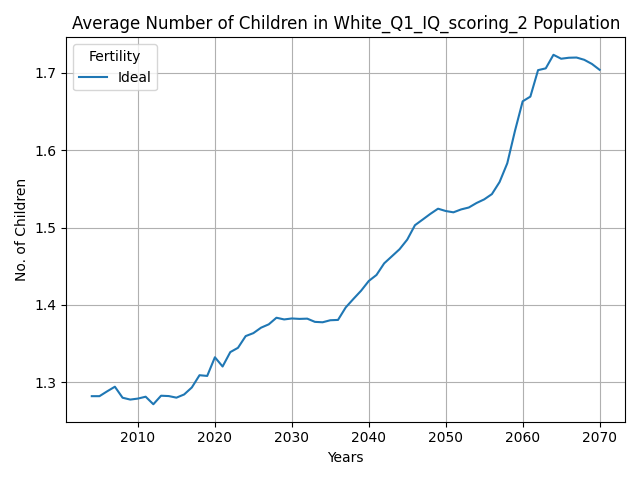 Average Number of Children in White_Q1_IQ_scoring_2 Population
Fertility
Ideal
No. of Children
1.7
1.6
1.5
1.4
1.3
2010 2020 2030 2040 2050 2060 2070
Years